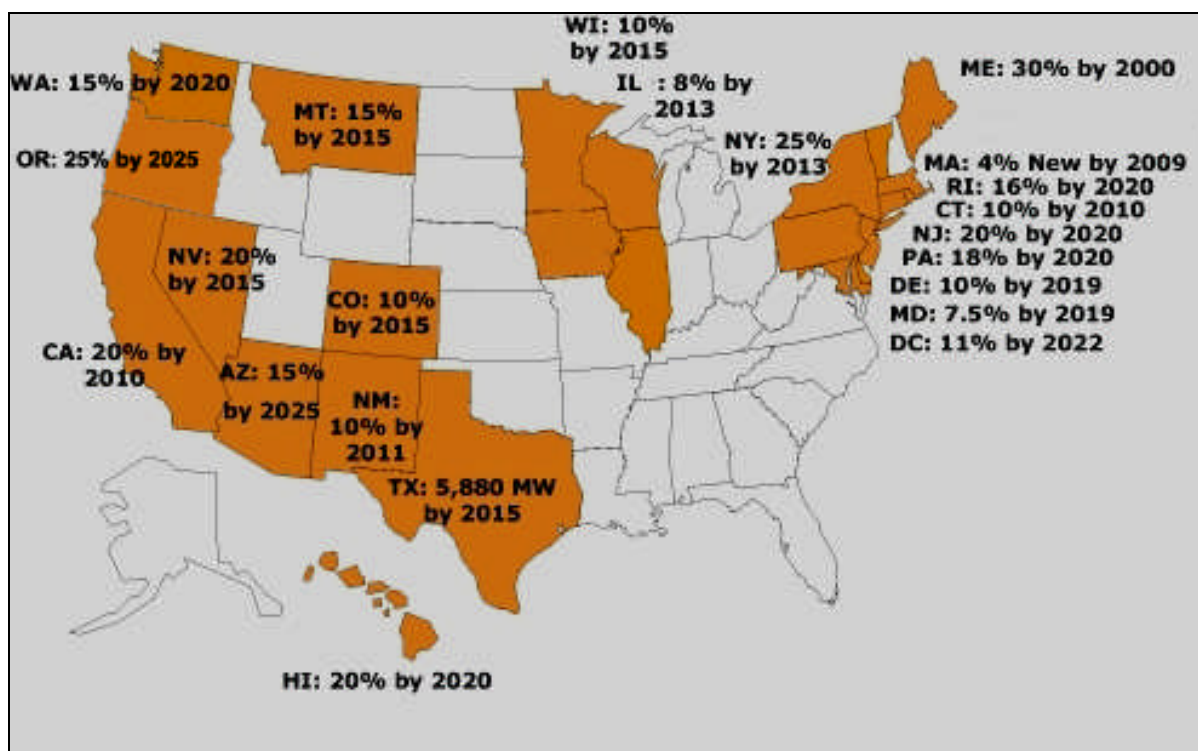 WI: 10%
by 2015
WA: 15% by 2020
IL : 8% by
2013
ME: 30% by 2000
MT: 15%
by 2015
NY: 25%
by 2013
OR: 25% by 2025
MA: 4% New by 2009
RI: 16% by 2020
CT: 10% by 2010
NJ: 20% by 2020
PA: 18% by 2020
DE: 10% by 2019
MD: 7.5% by 2019
DC: 11% by 2022
NV: 20%
by 2015
CO: 10%
by 2015
CA: 20% by
2010
AZ: 15%
by 2025
NM:
10% by
2011
TX: 5,880 MW
by 2015
HI: 20% by 2020